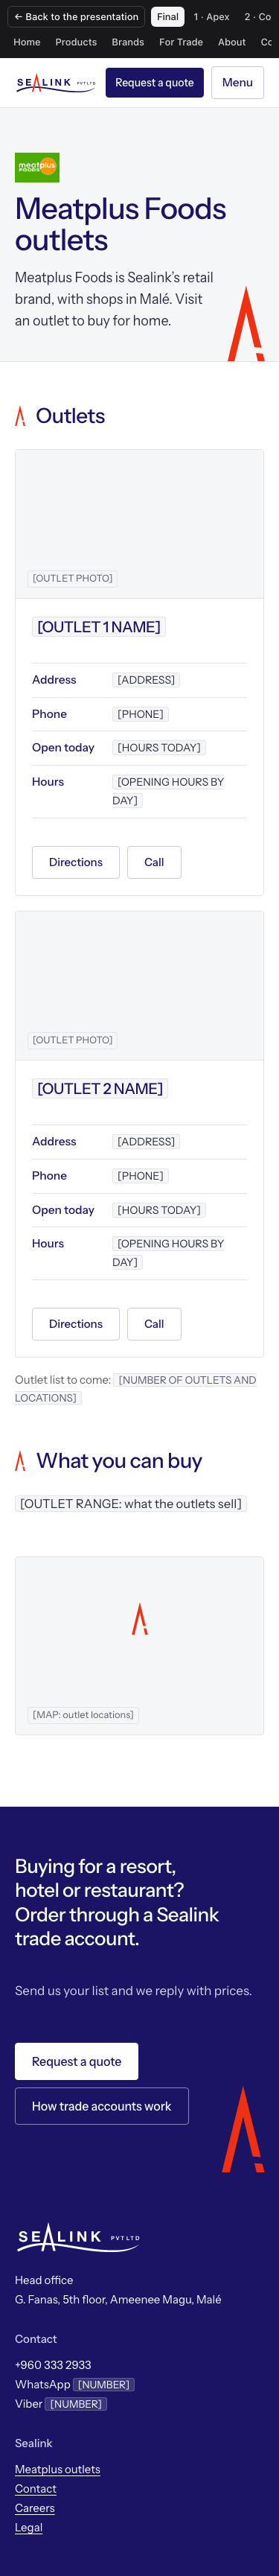 ← Back to the presentation
Final
1 · Apex
2 · Co
Home
Products
Brands
For Trade
About
Co
SEALINK PVT LTD
Request a quote
Menu
meatplus
FOODS
Meatplus Foods
outlets
Meatplus Foods is Sealink's retail
brand, with shops in Malé. Visit
an outlet to buy for home.
Outlets
[OUTLET PHOTO]
[OUTLET 1 NAME]
Address [ADDRESS]
Phone [PHONE]
Open today [HOURS TODAY]
Hours [OPENING HOURS BY
DAY]
Directions
Call
[OUTLET PHOTO]
[OUTLET 2 NAME]
Address [ADDRESS]
Phone [PHONE]
Open today [HOURS TODAY]
Hours [OPENING HOURS BY
DAY]
Directions
Call
Outlet list to come: [NUMBER OF OUTLETS AND
LOCATIONS]
What you can buy
[OUTLET RANGE: what the outlets sell]
[MAP: outlet locations]
Buying for a resort,
hotel or restaurant?
Order through a Sealink
trade account.
Send us your list and we reply with prices.
Request a quote
How trade accounts work
SEALINK PVT LTD
Head office
G. Fanas, 5th floor, Ameenee Magu, Malé
Contact
+960 333 2933
WhatsApp [NUMBER]
Viber [NUMBER]
Sealink
Meatplus outlets
Contact
Careers
Legal